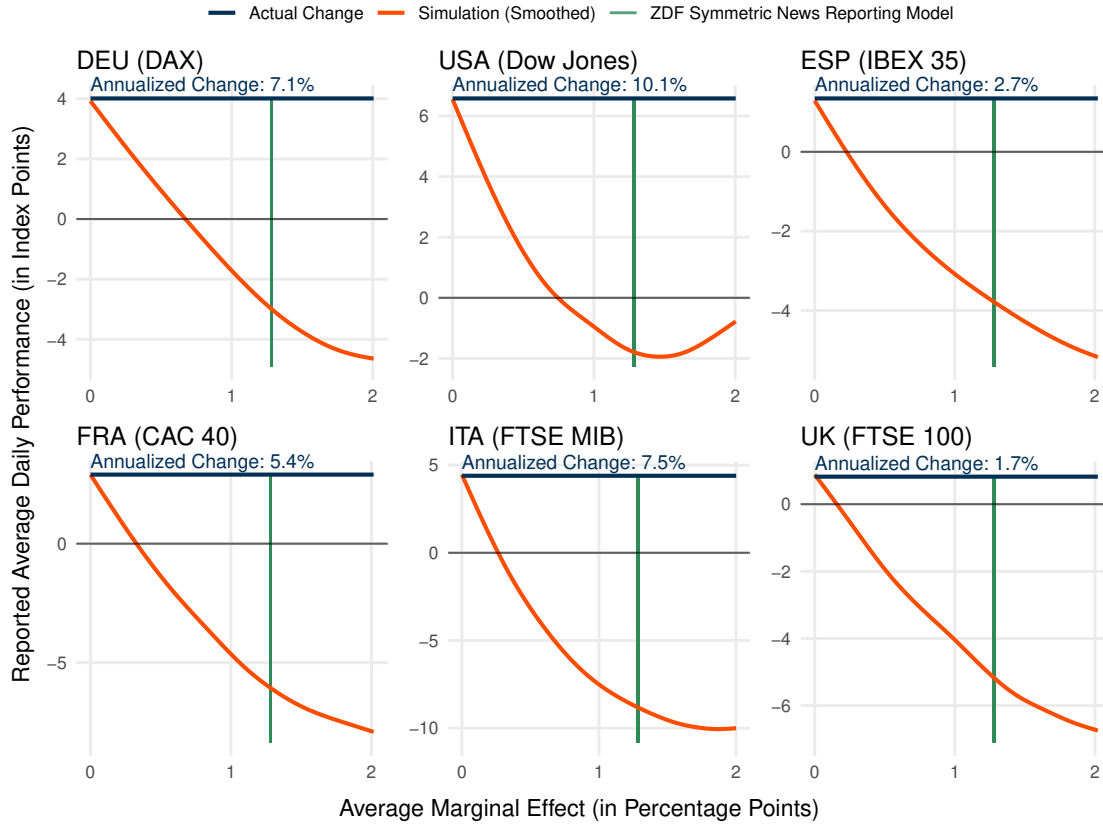 Actual Change Simulation (Smoothed) ZDF Symmetric News Reporting Model
Reported Average Daily Performance (in Index Points)
DEU (DAX)
Annualized Change: 7.1%
4
2
0
−2
−4
0 1 2
USA (Dow Jones)
Annualized Change: 10.1%
6
4
2
0
−2
0 1 2
ESP (IBEX 35)
Annualized Change: 2.7%
0
−2
−4
0 1 2
FRA (CAC 40)
Annualized Change: 5.4%
0
−5
0 1 2
ITA (FTSE MIB)
Annualized Change: 7.5%
5
0
−5
−10
0 1 2
UK (FTSE 100)
Annualized Change: 1.7%
0
−2
−4
−6
0 1 2
Average Marginal Effect (in Percentage Points)